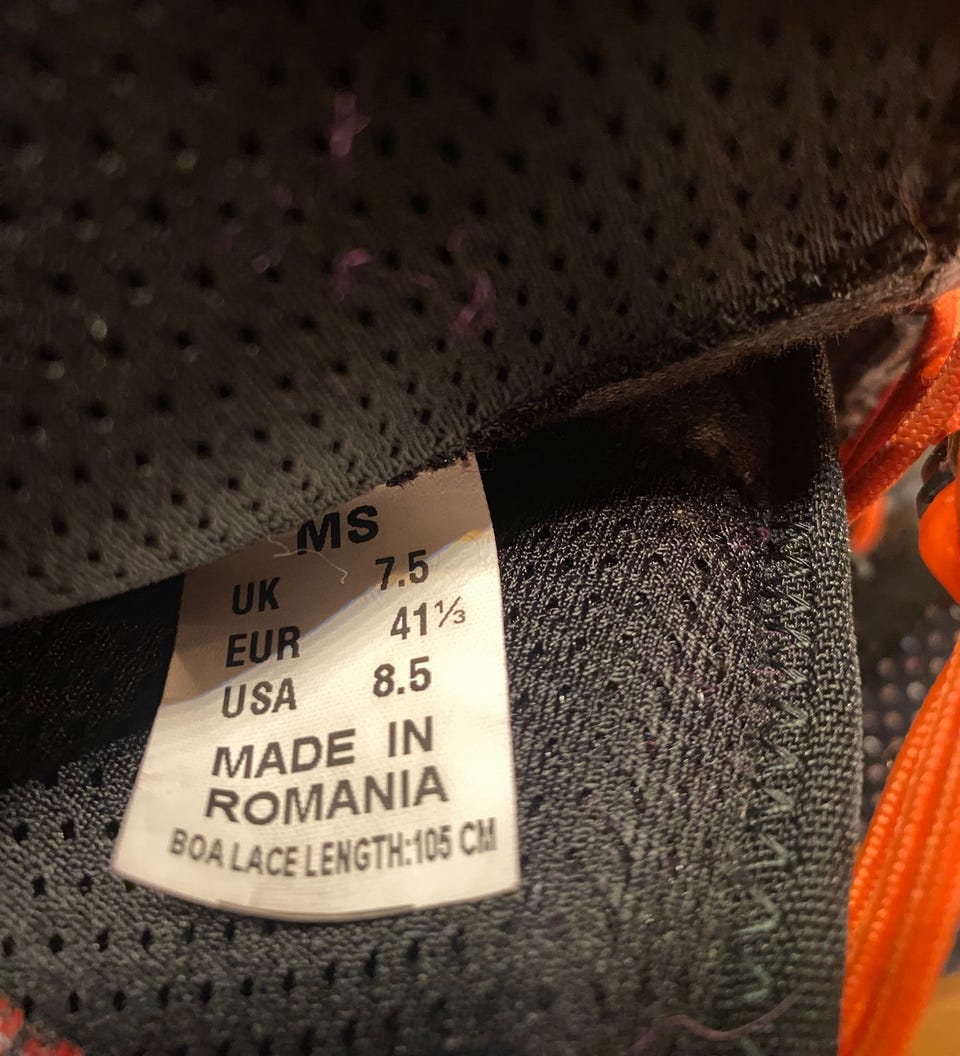 MS
UK 7.5
EUR 41⅓
USA 8.5
MADE IN
ROMANIA
BOA LACE LENGTH:105 CM